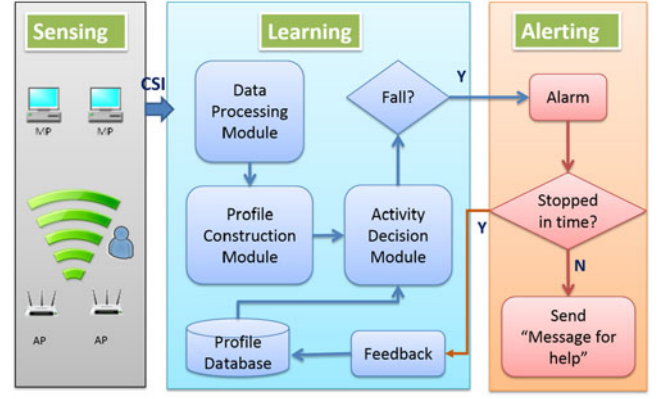 Sensing
MP
MP
AP
AP
CSI
Learning
Data
Processing
Module
Profile
Construction
Module
Activity
Decision
Module
Fall?
Y
Profile
Database
Feedback
Alerting
Alarm
Stopped
in time?
Y
N
Send
“Message for
help”